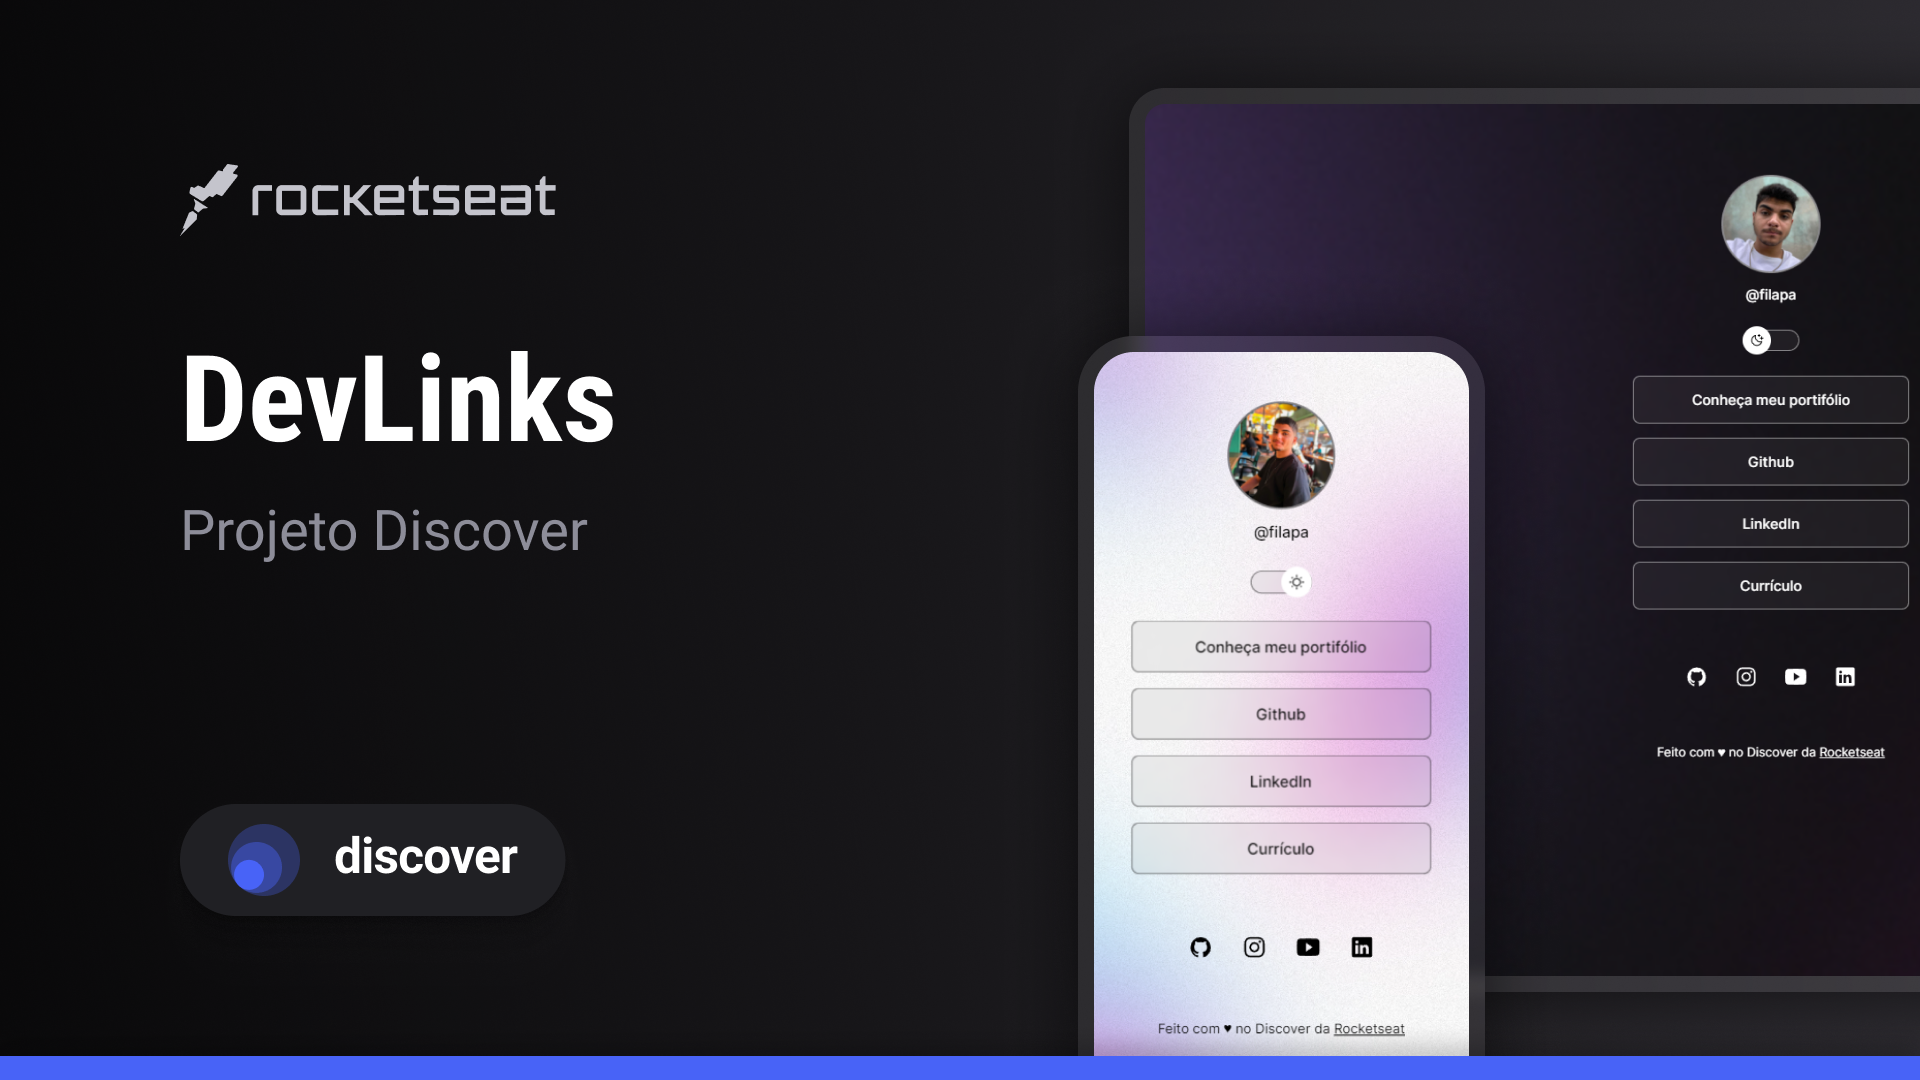 rocketseat
DevLinks
Projeto Discover
discover
@filapa
Conheça meu portifólio
Github
LinkedIn
Currículo
Feito com ♥ no Discover da Rocketseat
@filapa
Conheça meu portifólio
Github
LinkedIn
Currículo
Feito com ♥ no Discover da Rocketseat